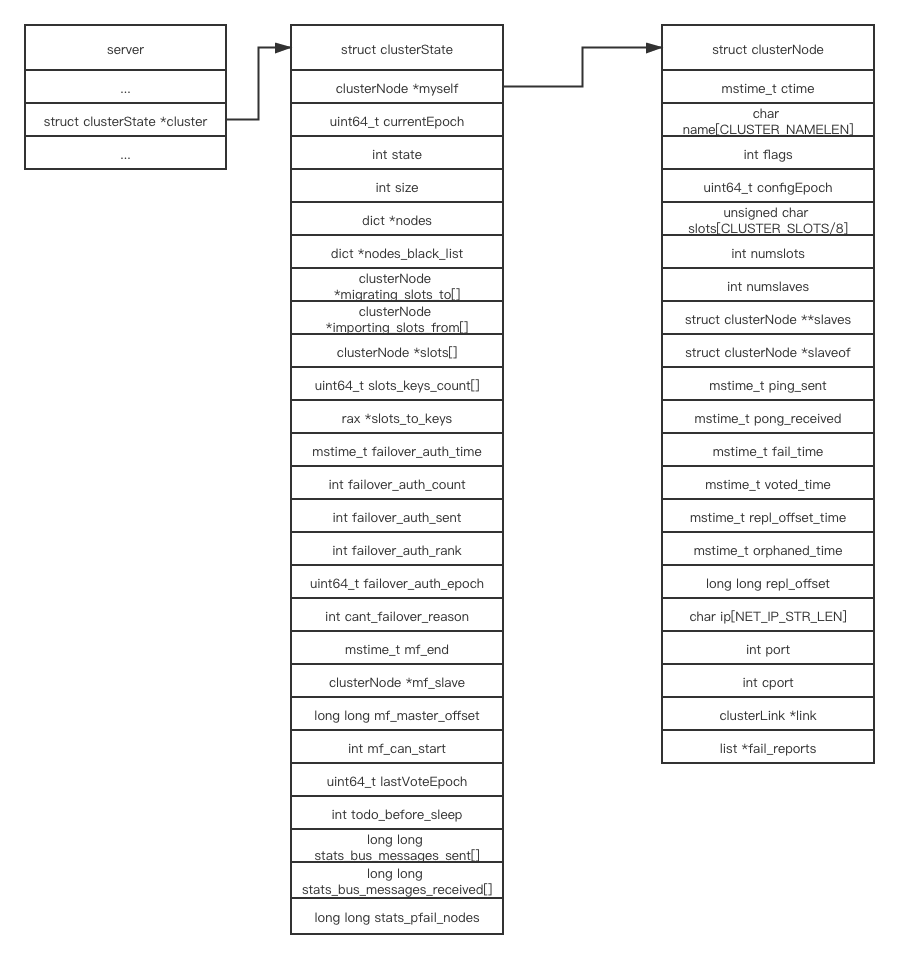 server
...
struct clusterState *cluster
...
struct clusterState
clusterNode *myself
uint64_t currentEpoch
int state
int size
dict *nodes
dict *nodes_black_list
clusterNode
*migrating_slots_to[]
clusterNode
*importing_slots_from[]
clusterNode *slots[]
uint64_t slots_keys_count[]
rax *slots_to_keys
mstime_t failover_auth_time
int failover_auth_count
int failover_auth_sent
int failover_auth_rank
uint64_t failover_auth_epoch
int cant_failover_reason
mstime_t mf_end
clusterNode *mf_slave
long long mf_master_offset
int mf_can_start
uint64_t lastVoteEpoch
int todo_before_sleep
long long
stats_bus_messages_sent[]
long long
stats_bus_messages_received[]
long long stats_pfail_nodes
struct clusterNode
mstime_t ctime
char
name[CLUSTER_NAMELEN]
int flags
uint64_t configEpoch
unsigned char
slots[CLUSTER_SLOTS/8]
int numslots
int numslaves
struct clusterNode **slaves
struct clusterNode *slaveof
mstime_t ping_sent
mstime_t pong_received
mstime_t fail_time
mstime_t voted_time
mstime_t repl_offset_time
mstime_t orphaned_time
long long repl_offset
char ip[NET_IP_STR_LEN]
int port
int cport
clusterLink *link
list *fail_reports